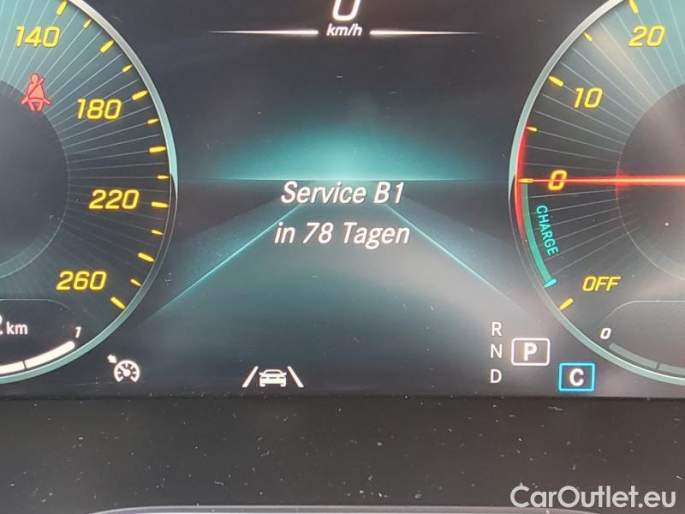 0
km/h
140
180
220
260
km
1
Service B1
in 78 Tagen
20
10
0
CHARGE
OFF
0
R
N
P
D
C
CarOutlet.eu